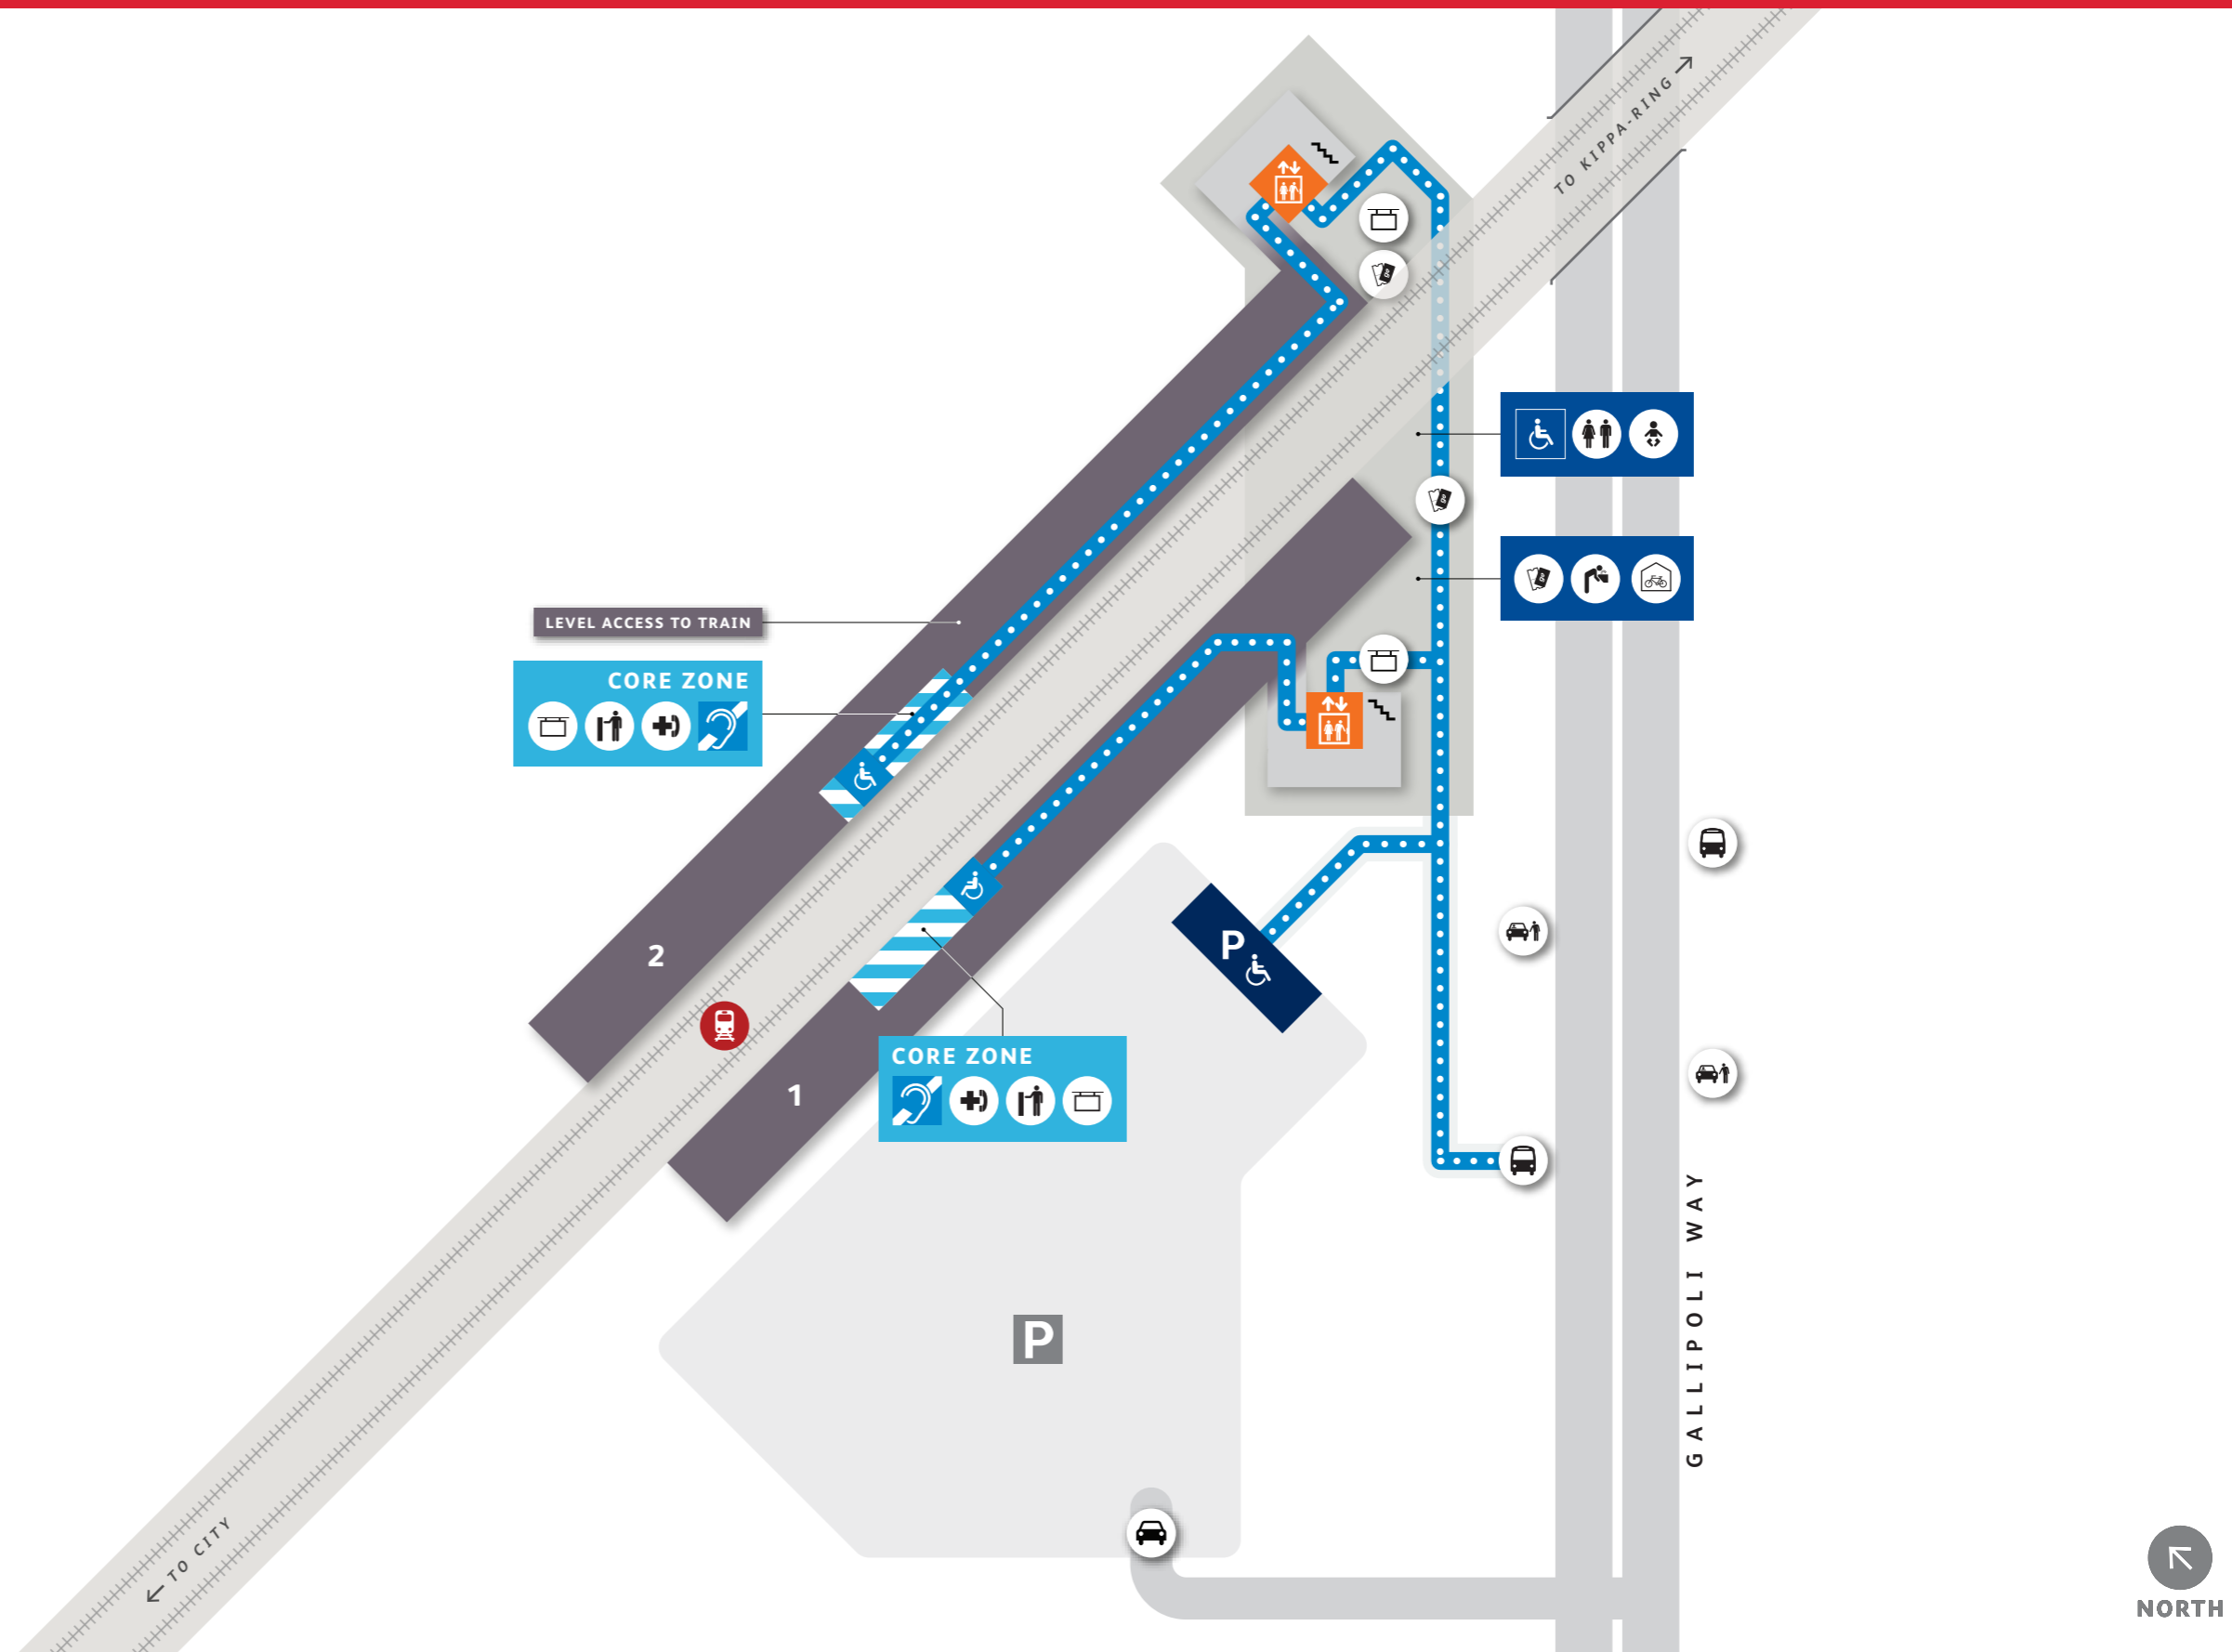 TO KIPPA-RING
LEVEL ACCESS TO TRAIN
CORE ZONE
2
1
CORE ZONE
P
P
GALLIPOLI WAY
TO CITY
NORTH